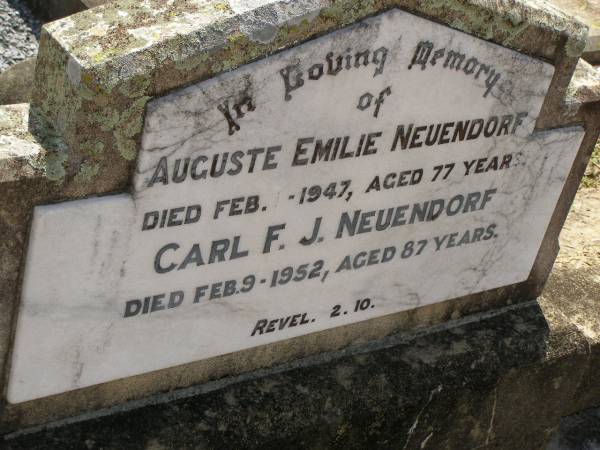 In Loving Memory
of
AUGUSTE EMILIE NEUENDORF
DIED FEB. -1947, AGED 77 YEARS
CARL F. J. NEUENDORF
DIED FEB.9-1952, AGED 87 YEARS.
REVEL. 2.10.